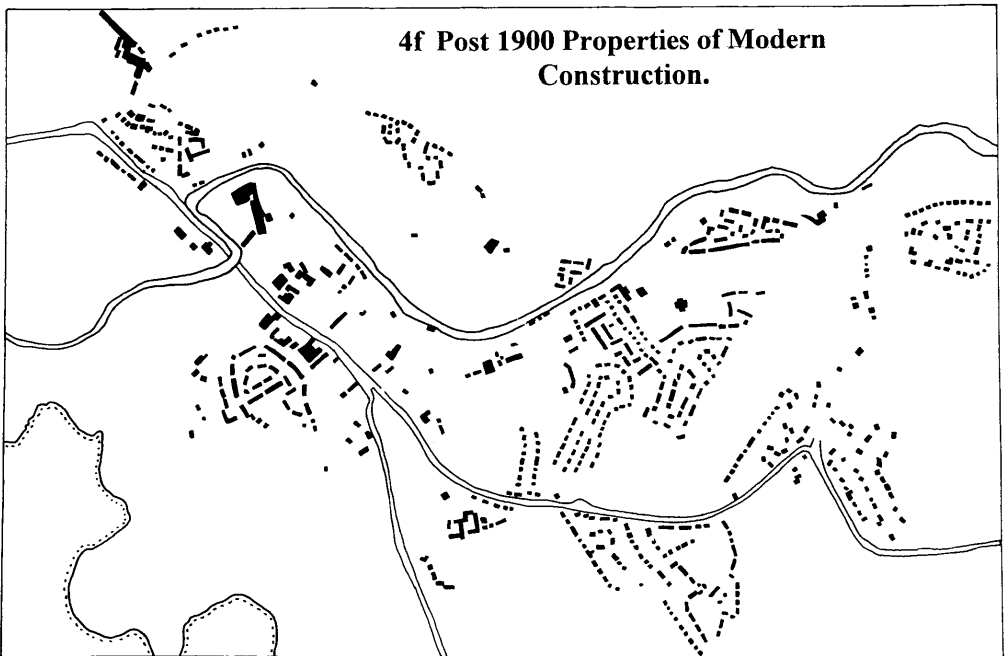 4f Post 1900 Properties of Modern
Construction.